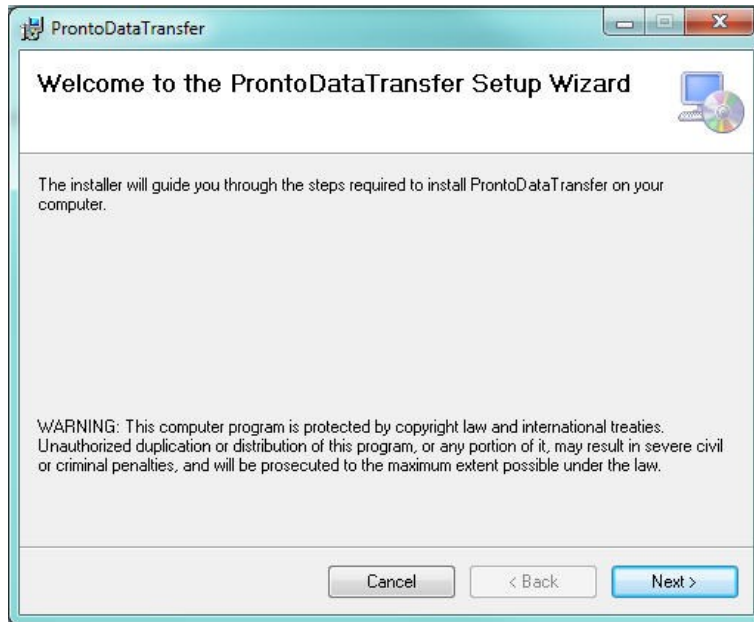 ProntoDataTransfer
Welcome to the ProntoDataTransfer Setup Wizard
The installer will guide you through the steps required to install ProntoDataTransfer on your
computer.
WARNING: This computer program is protected by copyright law and international treaties.
Unauthorized duplication or distribution of this program, or any portion of it, may result in severe civil
or criminal penalties, and will be prosecuted to the maximum extent possible under the law.
Cancel < Back Next >